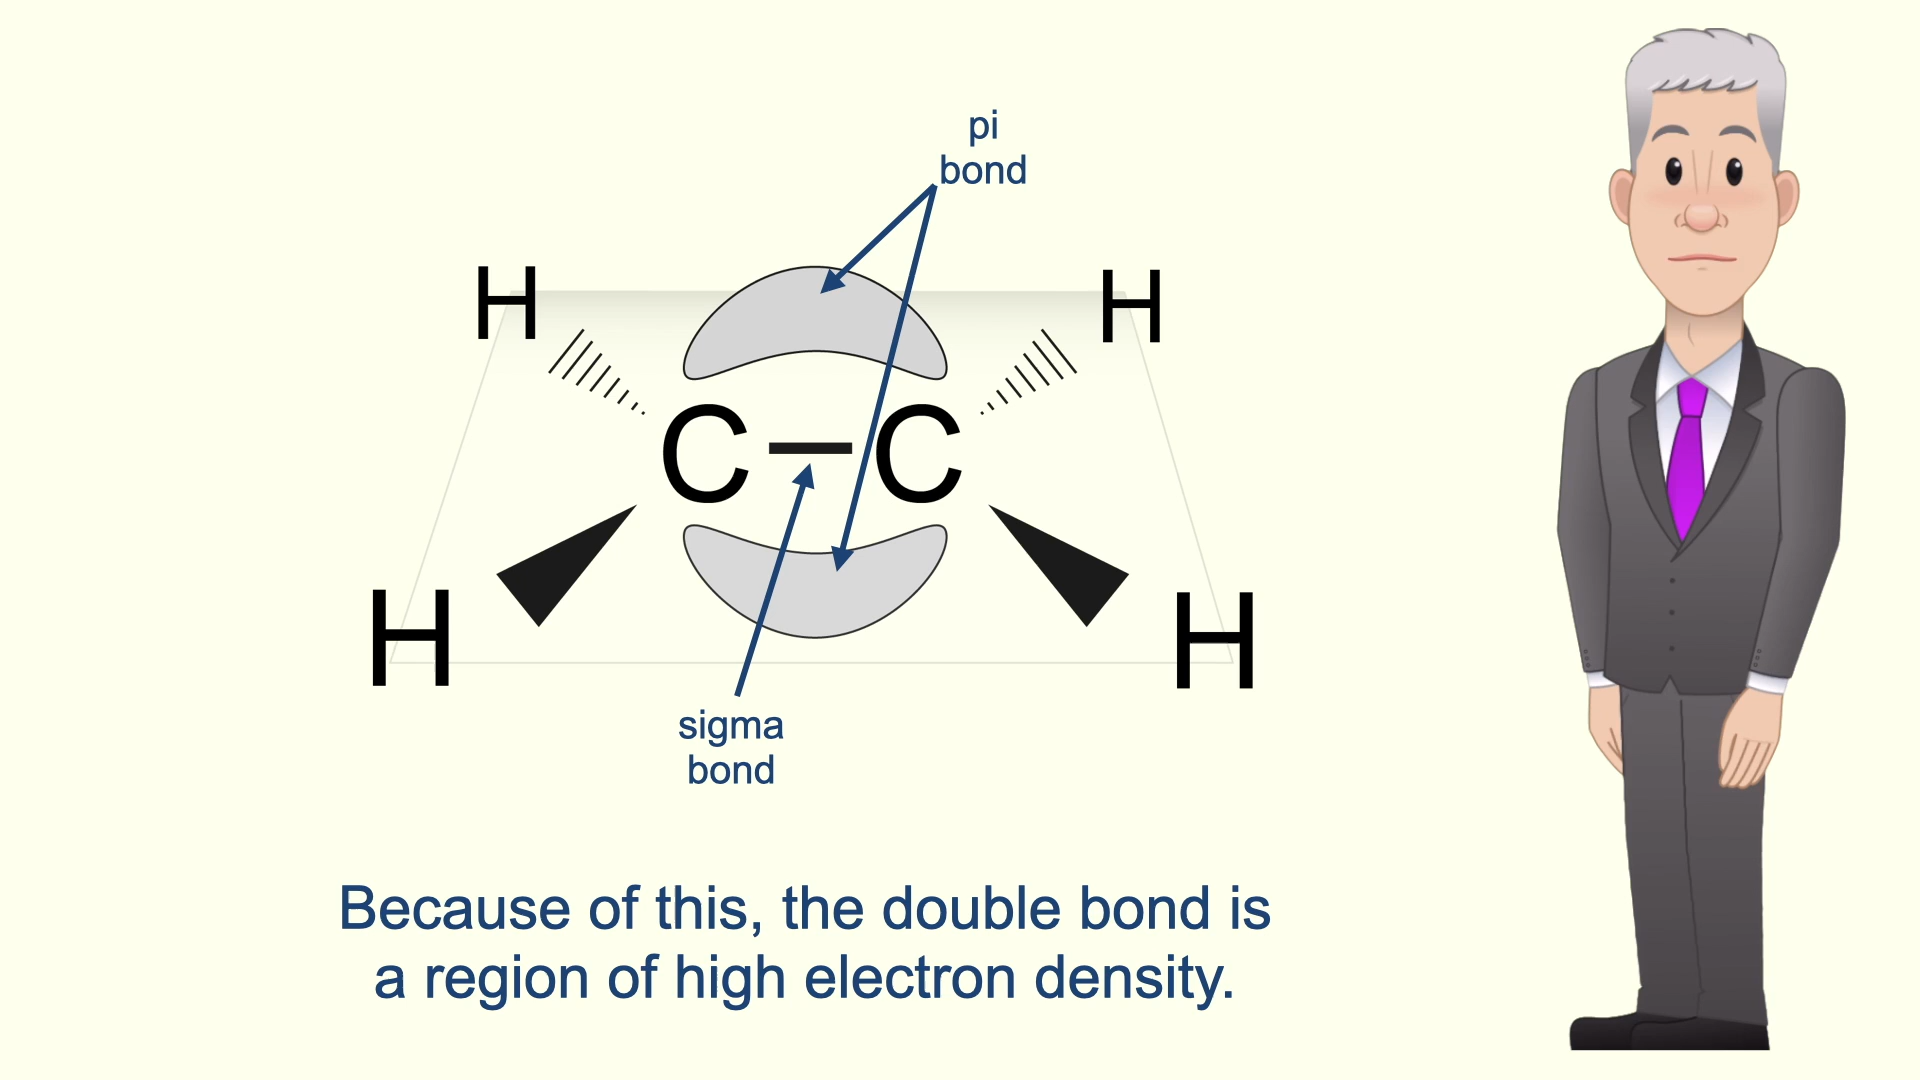 pi
bond
H
H
C – C
H
H
sigma
bond
Because of this, the double bond is
a region of high electron density.